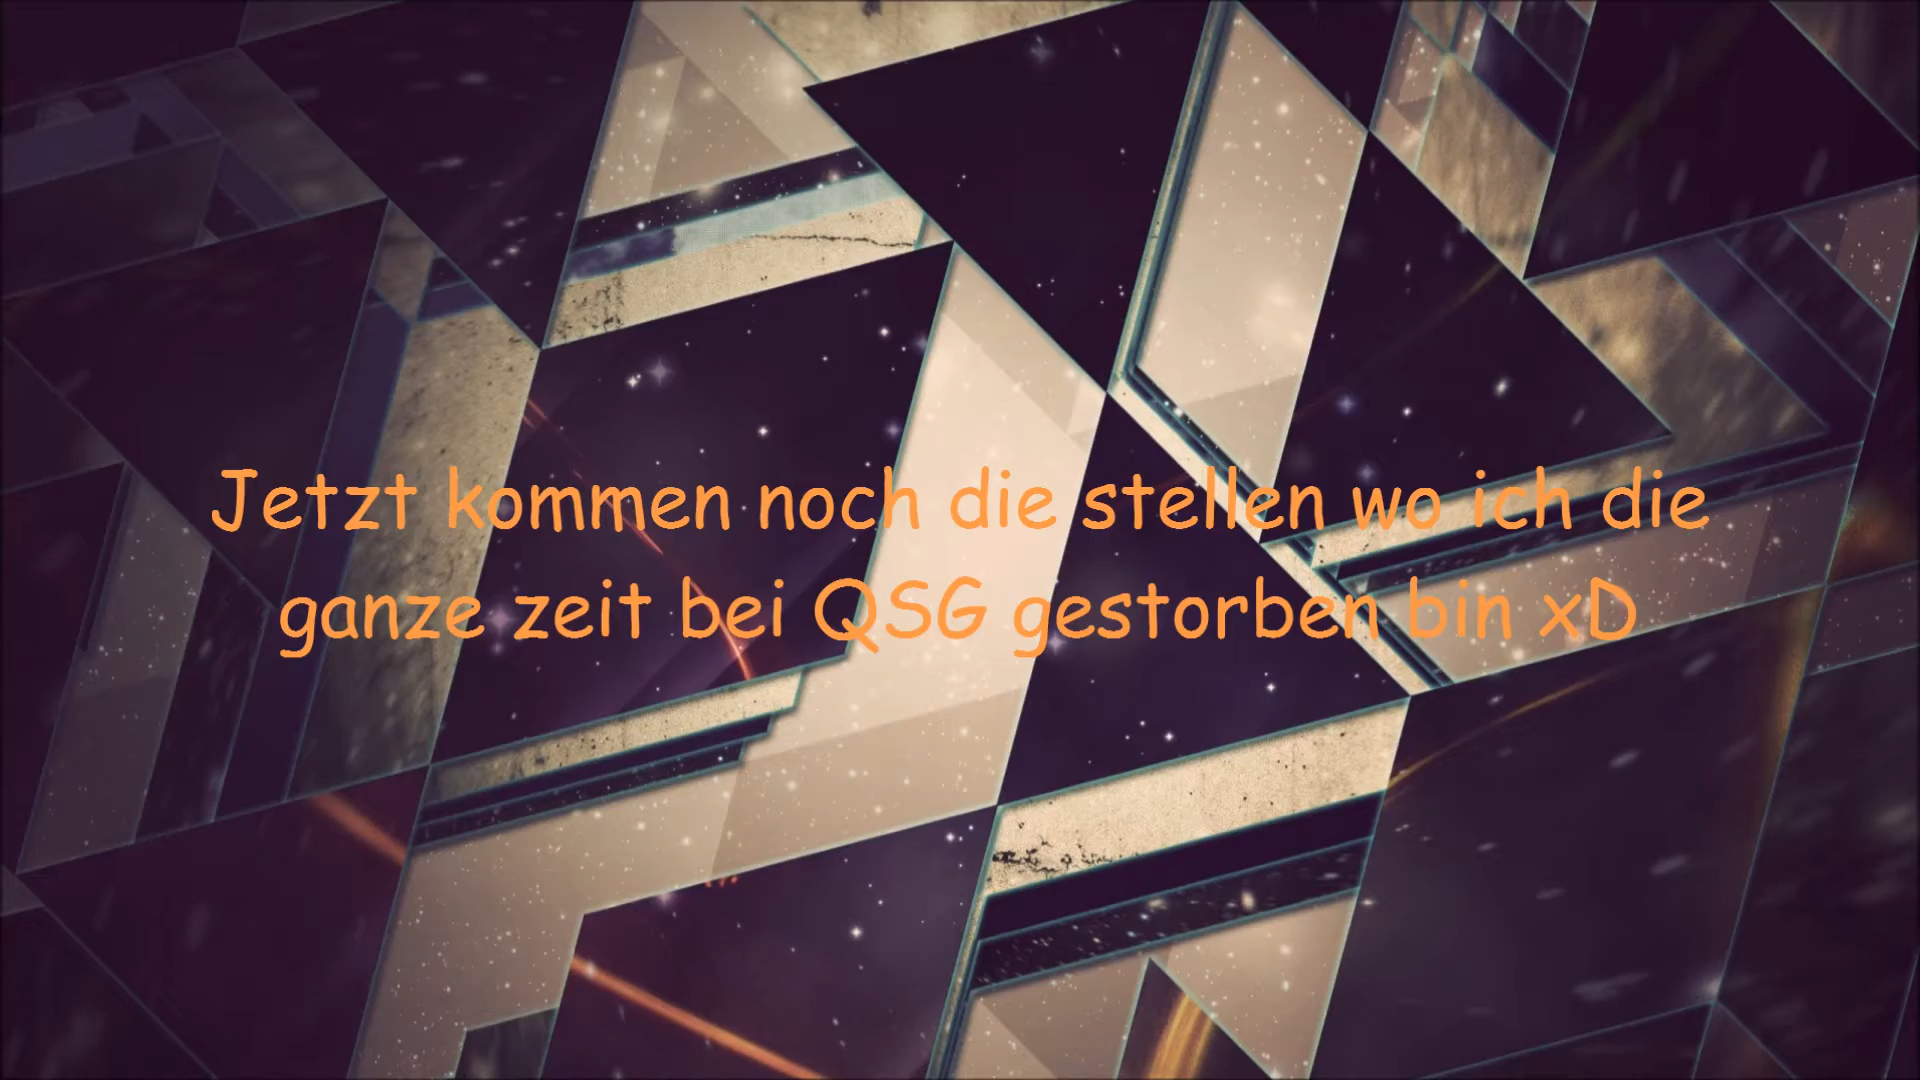 Jetzt kommen noch die stellen wo ich die
ganze zeit bei QSG gestorben bin xD